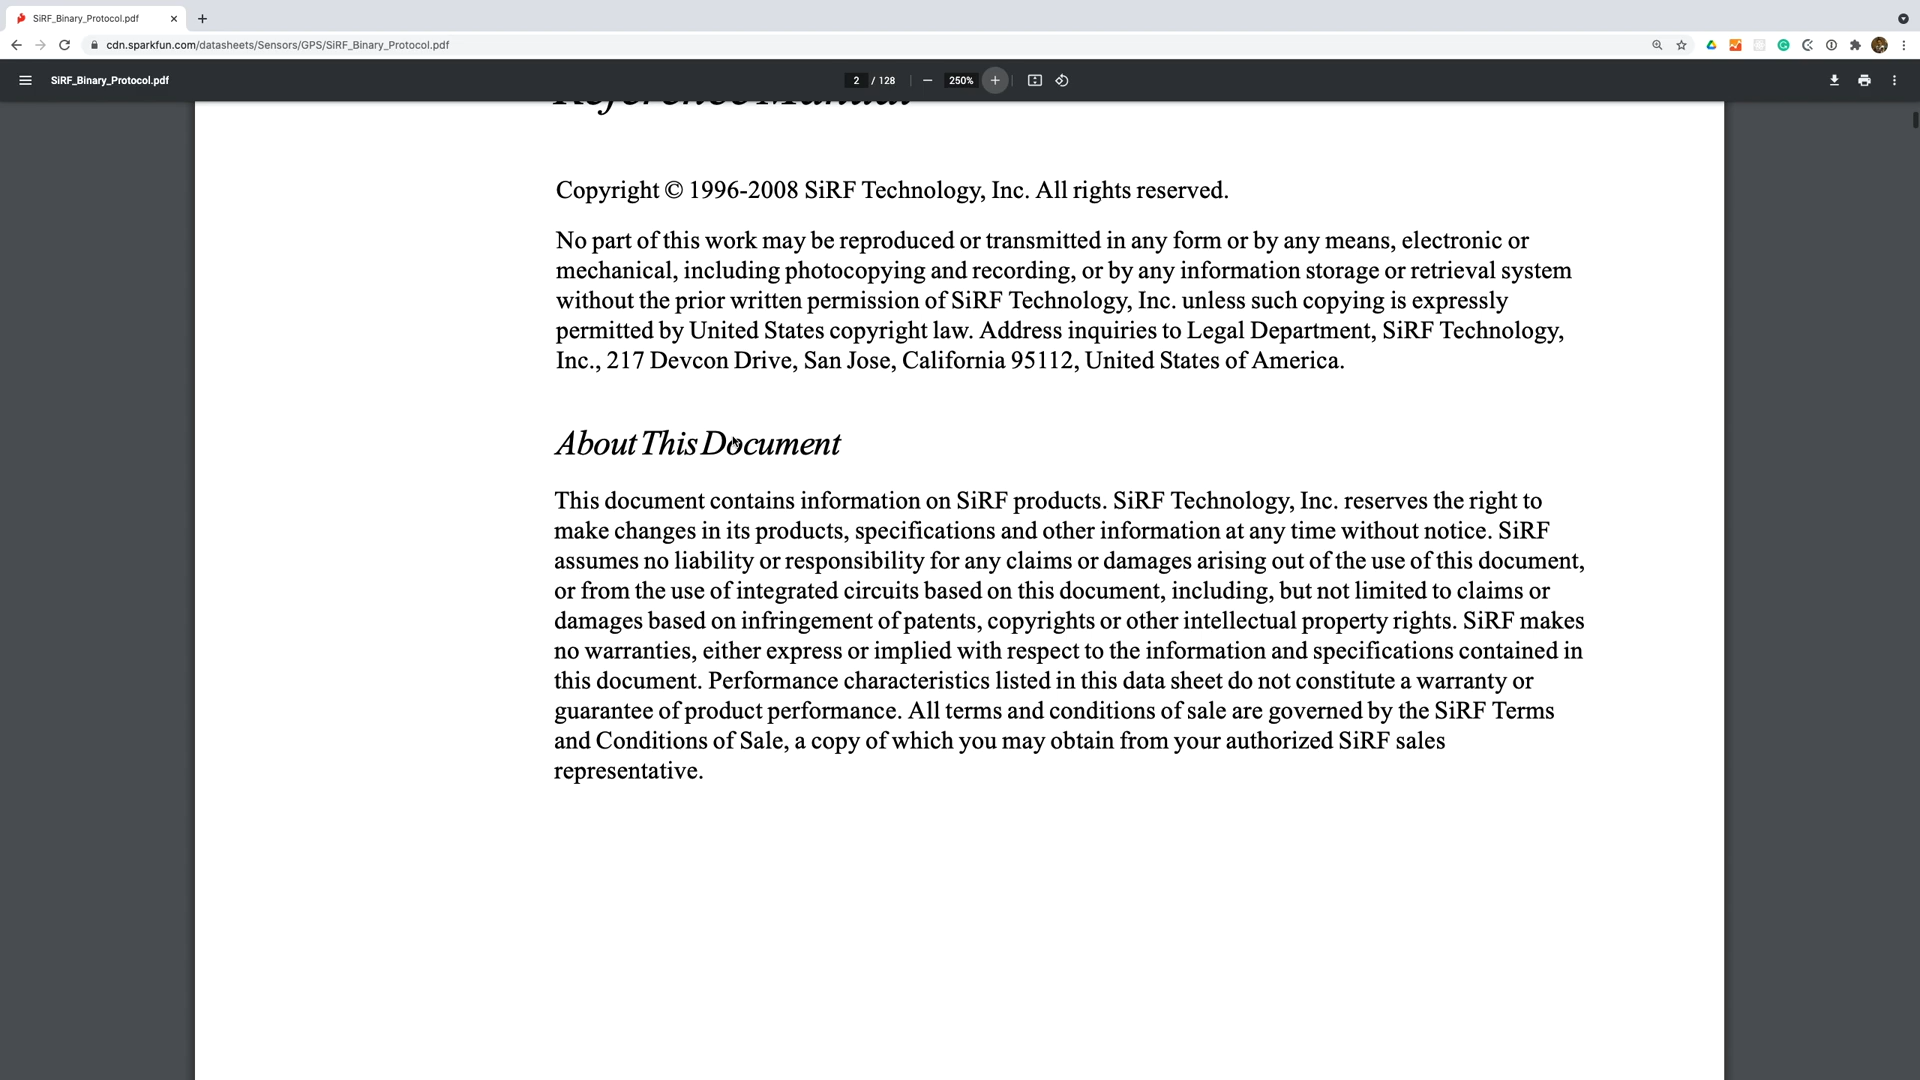 SiRF_Binary_Protocol.pdf
cdn.sparkfun.com/datasheets/Sensors/GPS/SiRF_Binary_Protocol.pdf
SiRF_Binary_Protocol.pdf
2 / 128
250%
Reference Manual
Copyright © 1996-2008 SiRF Technology, Inc. All rights reserved.
No part of this work may be reproduced or transmitted in any form or by any means, electronic or
mechanical, including photocopying and recording, or by any information storage or retrieval system
without the prior written permission of SiRF Technology, Inc. unless such copying is expressly
permitted by United States copyright law. Address inquiries to Legal Department, SiRF Technology,
Inc., 217 Devcon Drive, San Jose, California 95112, United States of America.
About This Document
This document contains information on SiRF products. SiRF Technology, Inc. reserves the right to
make changes in its products, specifications and other information at any time without notice. SiRF
assumes no liability or responsibility for any claims or damages arising out of the use of this document,
or from the use of integrated circuits based on this document, including, but not limited to claims or
damages based on infringement of patents, copyrights or other intellectual property rights. SiRF makes
no warranties, either express or implied with respect to the information and specifications contained in
this document. Performance characteristics listed in this data sheet do not constitute a warranty or
guarantee of product performance. All terms and conditions of sale are governed by the SiRF Terms
and Conditions of Sale, a copy of which you may obtain from your authorized SiRF sales
representative.